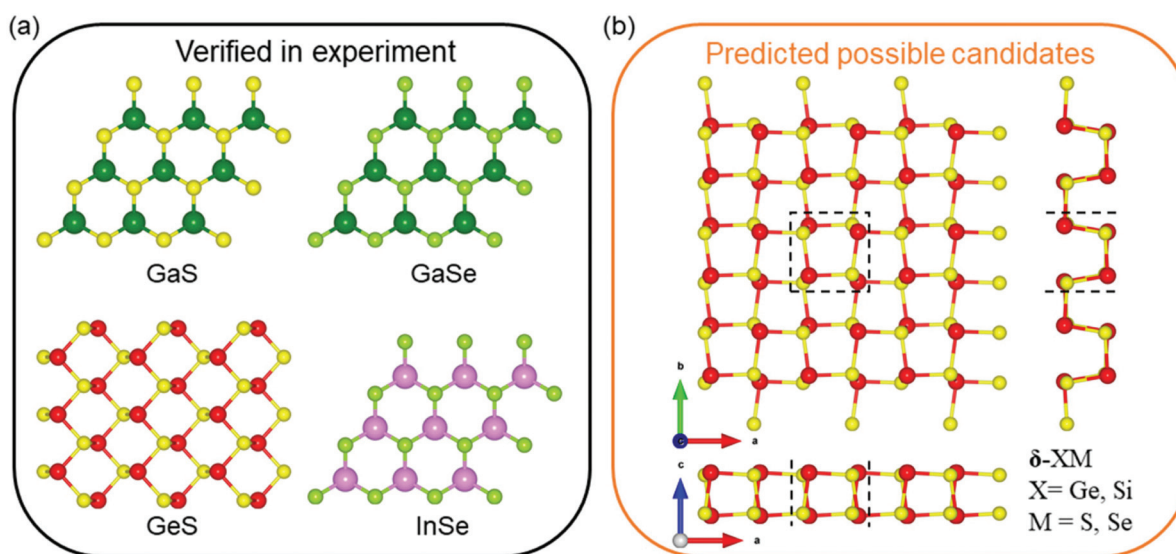 (a)
Verified in experiment
GaS
GaSe
GeS
InSe
(b)
Predicted possible candidates
b
c
a
c
a
δ-XM
X= Ge, Si
M = S, Se